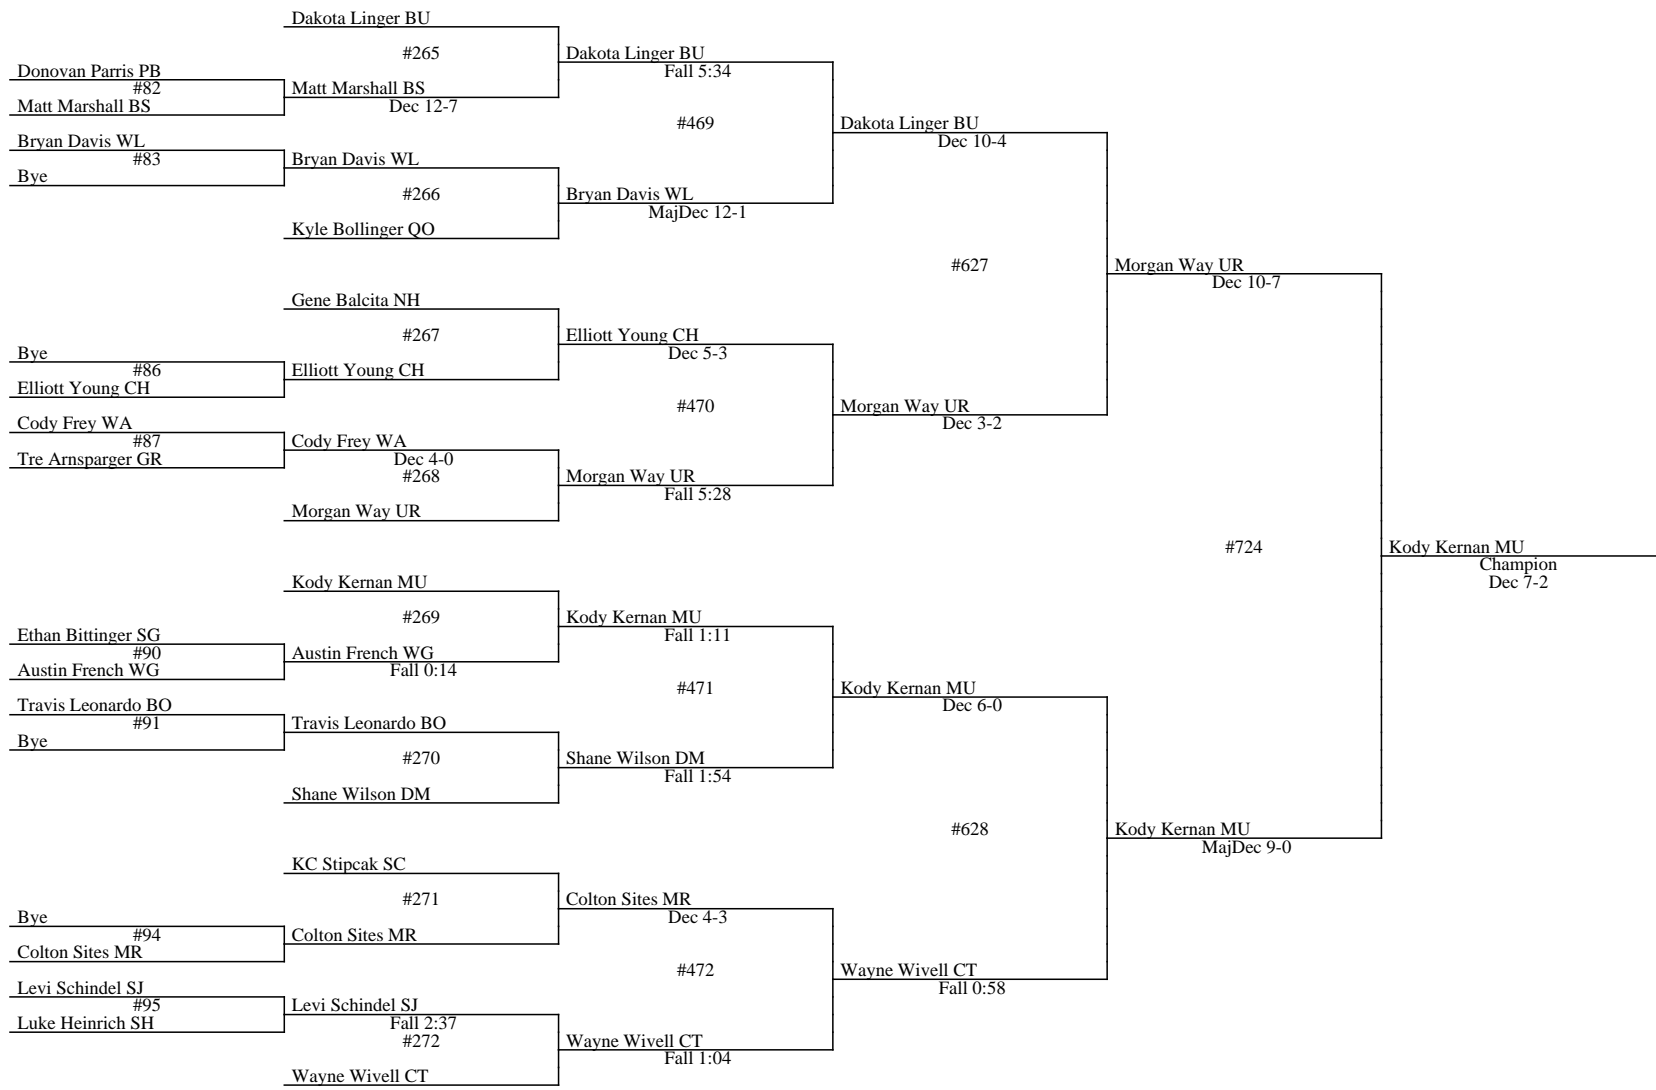 Dakota Linger BU
#265
Dakota Linger BU
Fall 5:34
Donovan Parris PB
#82
Matt Marshall BS
Matt Marshall BS
Dec 12-7
#469
Dakota Linger BU
Dec 10-4
Bryan Davis WL
#83
Bye
Bryan Davis WL
#266
Bryan Davis WL
MajDec 12-1
Kyle Bollinger QO
#627
Morgan Way UR
Dec 10-7
Gene Balcita NH
#267
Elliott Young CH
Dec 5-3
Bye
#86
Elliott Young CH
Elliott Young CH
#470
Morgan Way UR
Dec 3-2
Cody Frey WA
#87
Tre Arnsparger GR
Cody Frey WA
Dec 4-0
#268
Morgan Way UR
Fall 5:28
Morgan Way UR
#724
Kody Kernan MU
Champion
Dec 7-2
Kody Kernan MU
#269
Kody Kernan MU
Fall 1:11
Ethan Bittinger SG
#90
Austin French WG
Austin French WG
Fall 0:14
#471
Kody Kernan MU
Dec 6-0
Travis Leonardo BO
#91
Bye
Travis Leonardo BO
#270
Shane Wilson DM
Fall 1:54
Shane Wilson DM
#628
Kody Kernan MU
MajDec 9-0
KC Stipcak SC
#271
Colton Sites MR
Dec 4-3
Bye
#94
Colton Sites MR
Colton Sites MR
#472
Wayne Wivell CT
Fall 0:58
Levi Schindel SJ
#95
Luke Heinrich SH
Levi Schindel SJ
Fall 2:37
#272
Wayne Wivell CT
Fall 1:04
Wayne Wivell CT